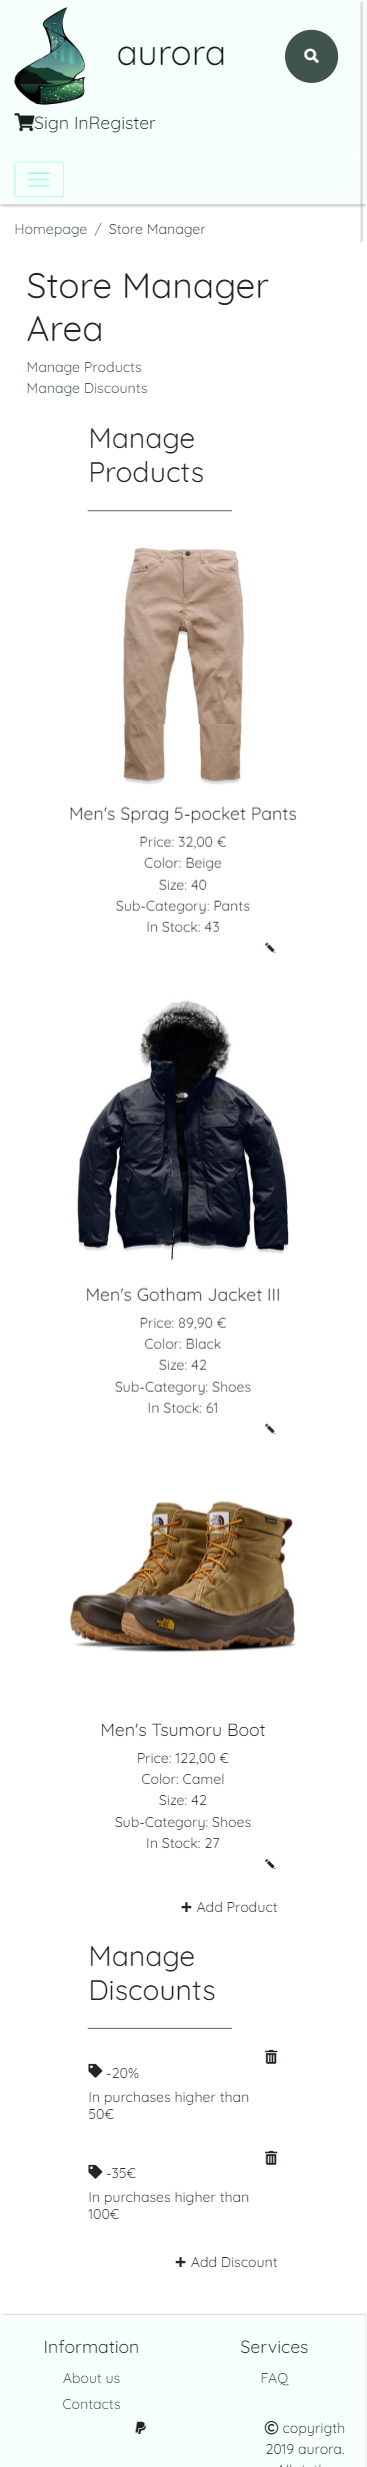 aurora
Sign InRegister
Homepage / Store Manager
Store Manager
Area
Manage Products
Manage Discounts
Manage
Products
Men's Sprag 5-pocket Pants
Price: 32,00 €
Color: Beige
Size: 40
Sub-Category: Pants
In Stock: 43
Men's Gotham Jacket III
Price: 89,90 €
Color: Black
Size: 42
Sub-Category: Shoes
In Stock: 61
Men's Tsumoru Boot
Price: 122,00 €
Color: Camel
Size: 42
Sub-Category: Shoes
In Stock: 27
+ Add Product
Manage
Discounts
-20%
In purchases higher than
50€
-35€
In purchases higher than
100€
+ Add Discount
Information
Services
About us
FAQ
Contacts
© copyrigth
2019 aurora.